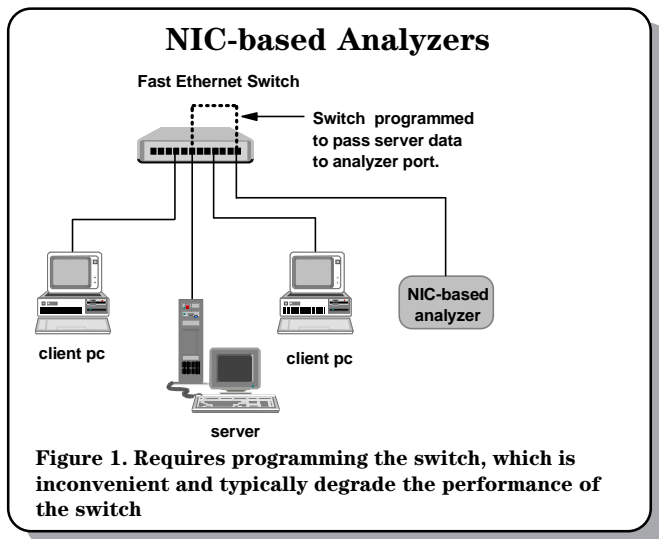 NIC-based Analyzers
Fast Ethernet Switch
Switch programmed
to pass server data
to analyzer port.
NIC-based
analyzer
client pc
client pc
server
Figure 1. Requires programming the switch, which is
inconvenient and typically degrade the performance of
the switch